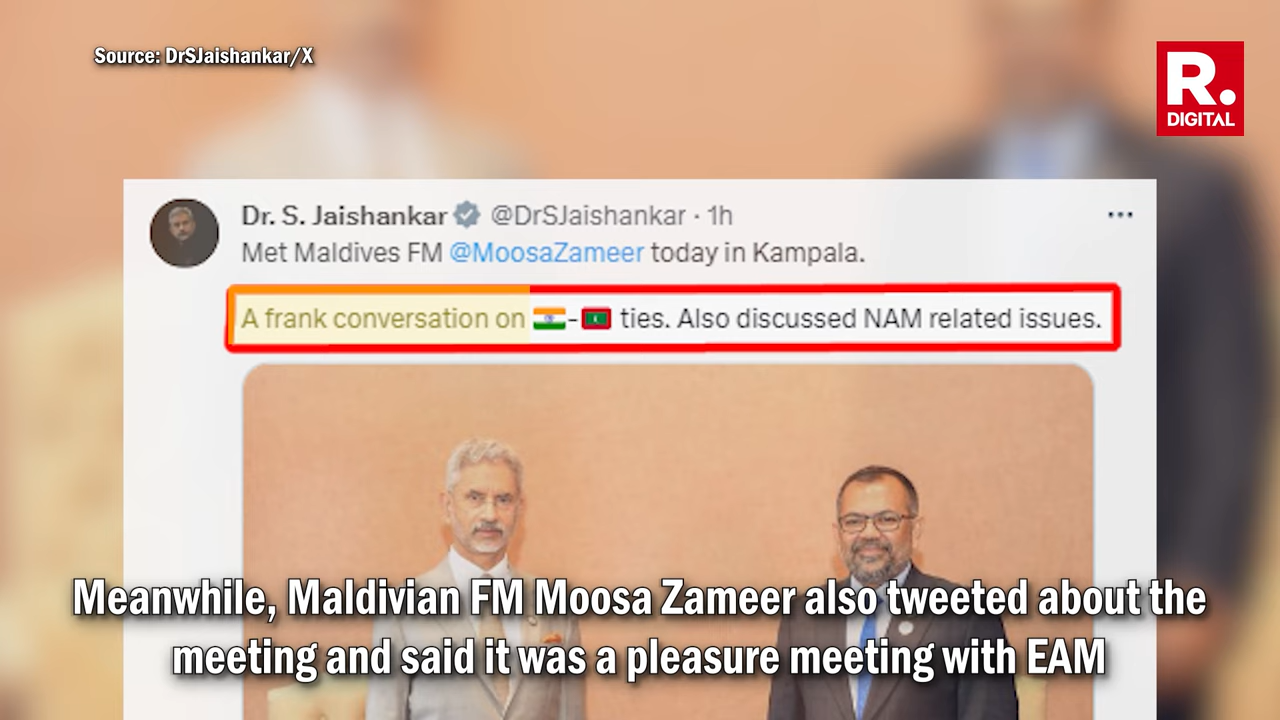 Source: DrSJaishankar/X
R.
DIGITAL
Dr. S. Jaishankar @DrSJaishankar · 1h
Met Maldives FM @MoosaZameer today in Kampala.
A frank conversation on 🇮🇳-🇲🇻 ties. Also discussed NAM related issues.
Meanwhile, Maldivian FM Moosa Zameer also tweeted about the
meeting and said it was a pleasure meeting with EAM